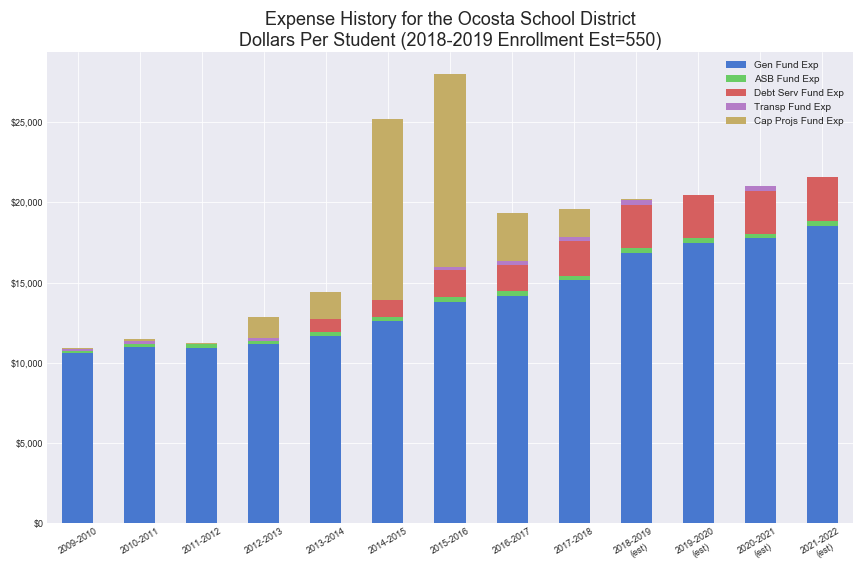 Expense History for the Ocosta School District
Dollars Per Student (2018-2019 Enrollment Est=550)
Gen Fund Exp
ASB Fund Exp
Debt Serv Fund Exp
Transp Fund Exp
Cap Projs Fund Exp
$25,000
$20,000
$15,000
$10,000
$5,000
$0
2009-2010
2010-2011
2011-2012
2012-2013
2013-2014
2014-2015
2015-2016
2016-2017
2017-2018
2018-2019
(est)
2019-2020
(est)
2020-2021
(est)
2021-2022
(est)